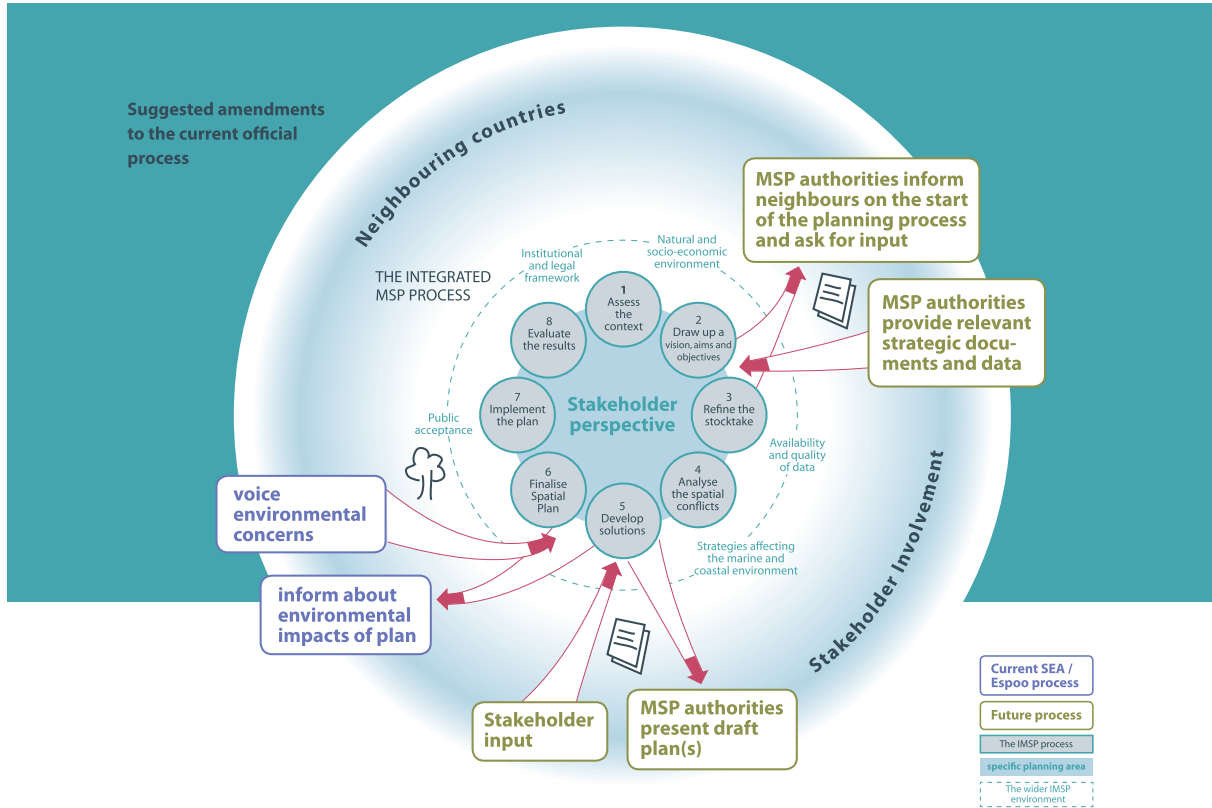 Suggested amendments
to the current official
process
Neighbouring countries
MSP authorities inform
neighbours on the start
of the planning process
and ask for input
Natural and
socio-economic
environment
Institutional
and legal
framework
THE INTEGRATED
MSP PROCESS
MSP authorities
provide relevant
strategic docu-
ments and data
1
Assess
the
context
2
Draw up a
vision, aims and
objectives
8
Evaluate
the results
3
Refine the
stocktake
7
Implement
the plan
Stakeholder
perspective
Public
acceptance
Availability
and quality
of data
4
Analyse
the spatial
conflicts
6
Finalise
Spatial
Plan
5
Develop
solutions
Strategies affecting
the marine and
coastal environment
Stakeholder Involvement
voice
environmental
concerns
inform about
environmental
impacts of plan
Stakeholder
input
MSP authorities
present draft
plan(s)
Current SEA /
Espoo process
Future process
The IMSP process
specific planning area
The wider IMSP
environment